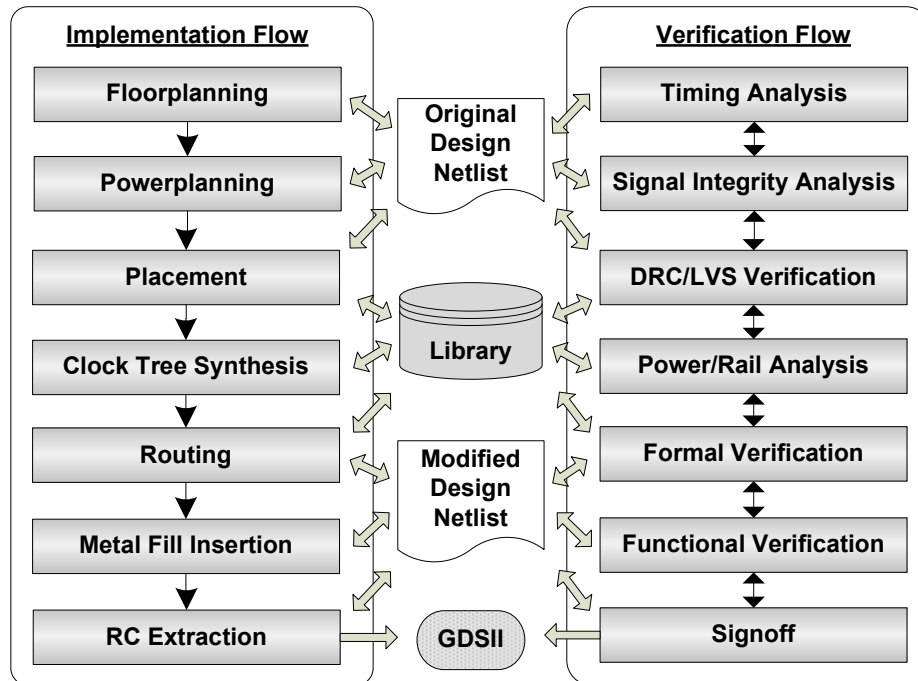 Implementation Flow
Floorplanning
Powerplanning
Placement
Clock Tree Synthesis
Routing
Metal Fill Insertion
RC Extraction
Original
Design
Netlist
Library
Modified
Design
Netlist
GDSII
Verification Flow
Timing Analysis
Signal Integrity Analysis
DRC/LVS Verification
Power/Rail Analysis
Formal Verification
Functional Verification
Signoff